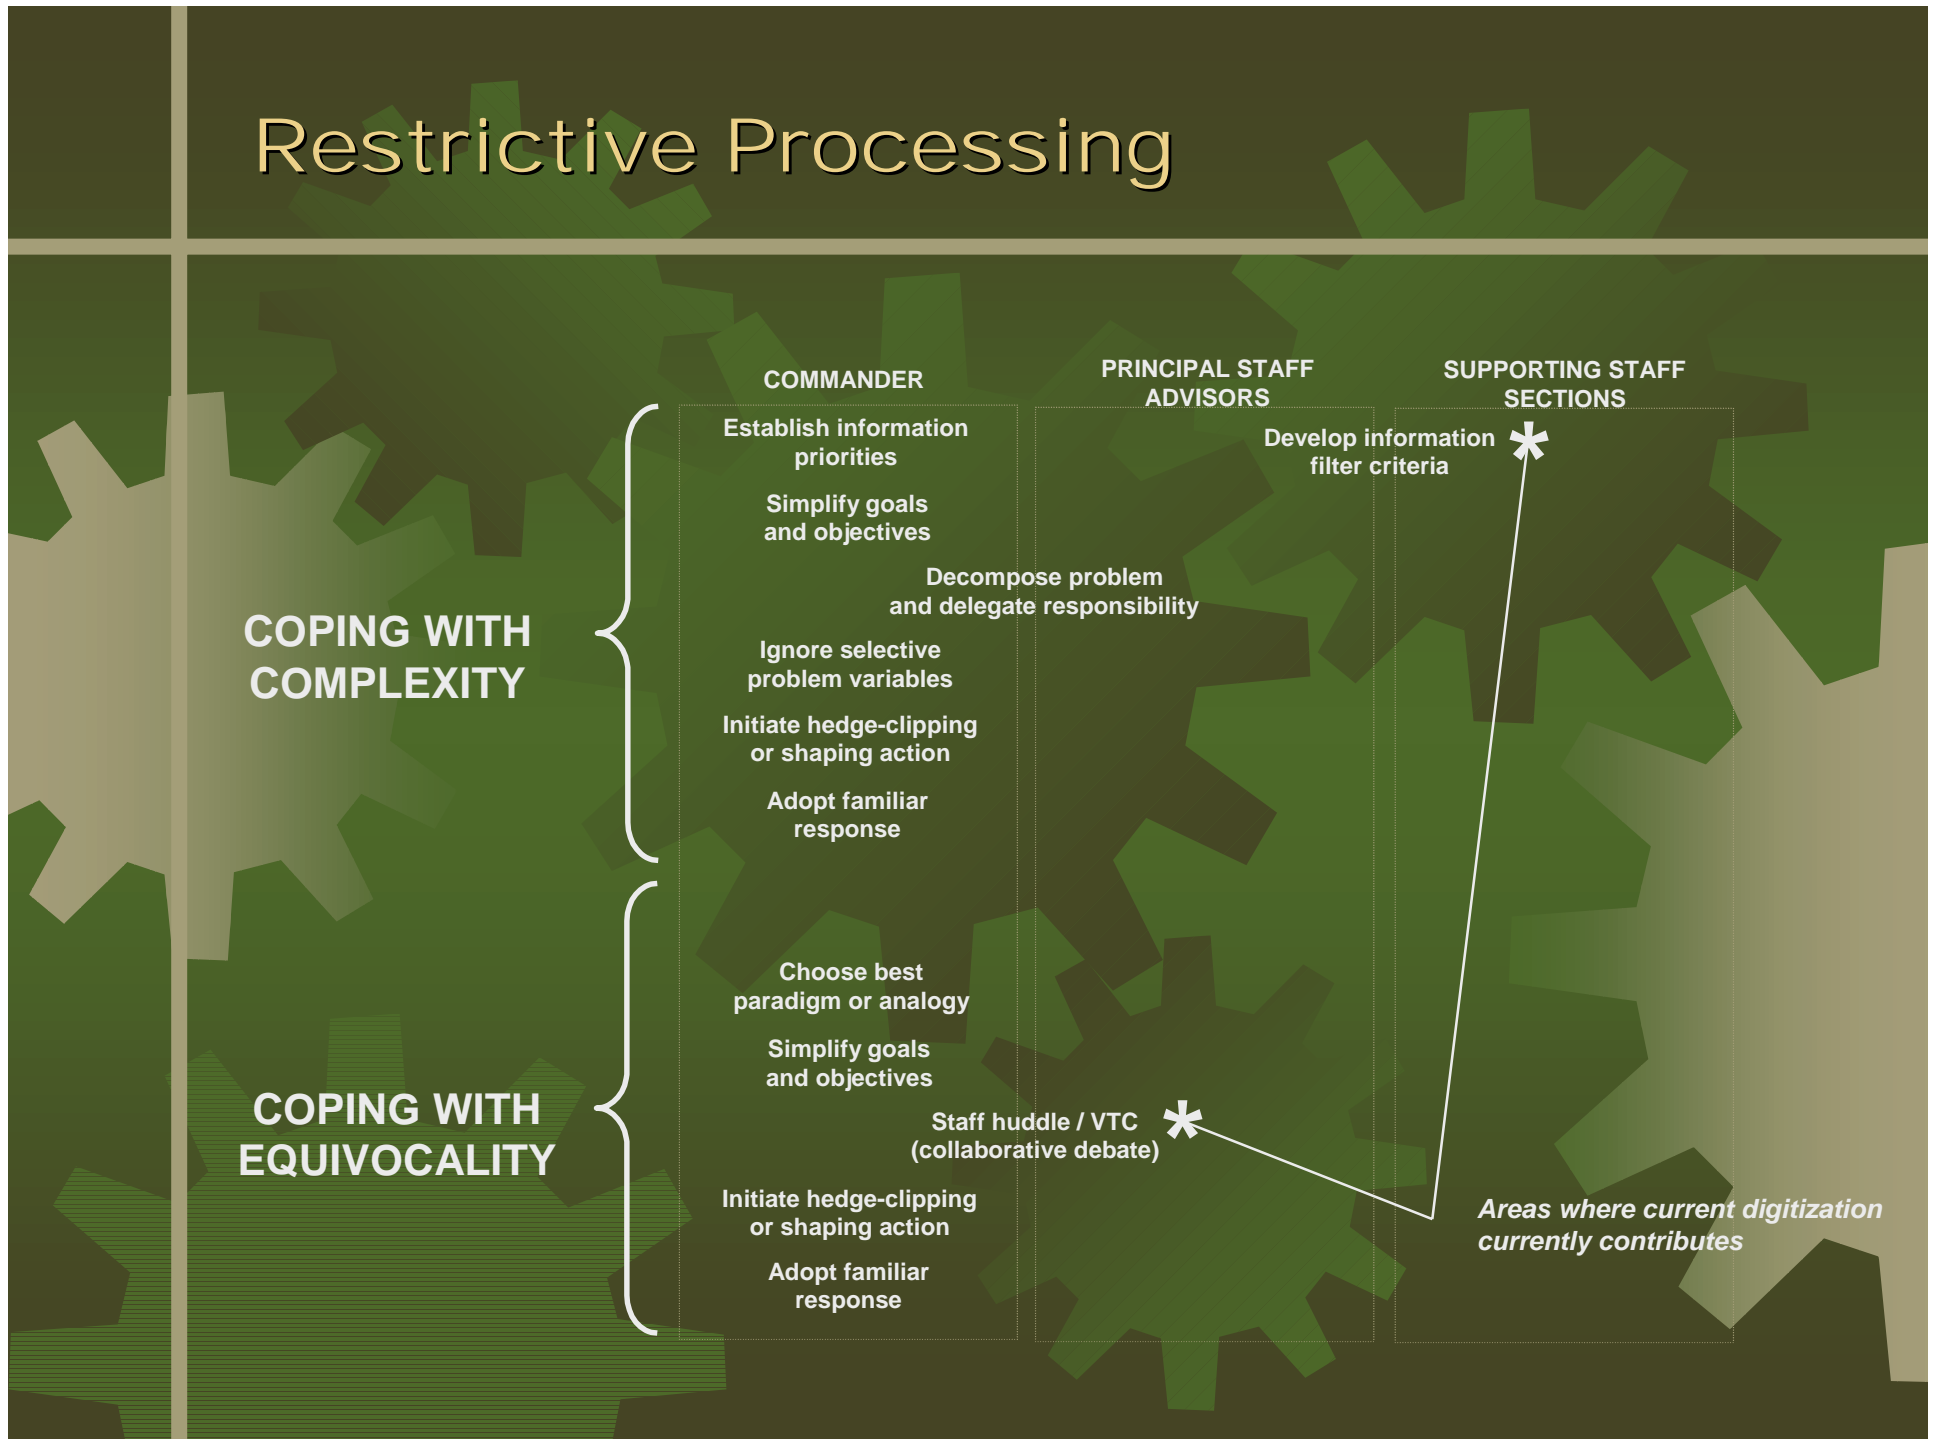 Restrictive Processing
COMMANDER
PRINCIPAL STAFF
ADVISORS
SUPPORTING STAFF
SECTIONS
COPING WITH
COMPLEXITY
Establish information
priorities
Develop information
filter criteria
*
Simplify goals
and objectives
Decompose problem
and delegate responsibility
Ignore selective
problem variables
Initiate hedge-clipping
or shaping action
Adopt familiar
response
COPING WITH
EQUIVOCALITY
Choose best
paradigm or analogy
Simplify goals
and objectives
Staff huddle / VTC
(collaborative debate)
*
Initiate hedge-clipping
or shaping action
Adopt familiar
response
Areas where current digitization
currently contributes